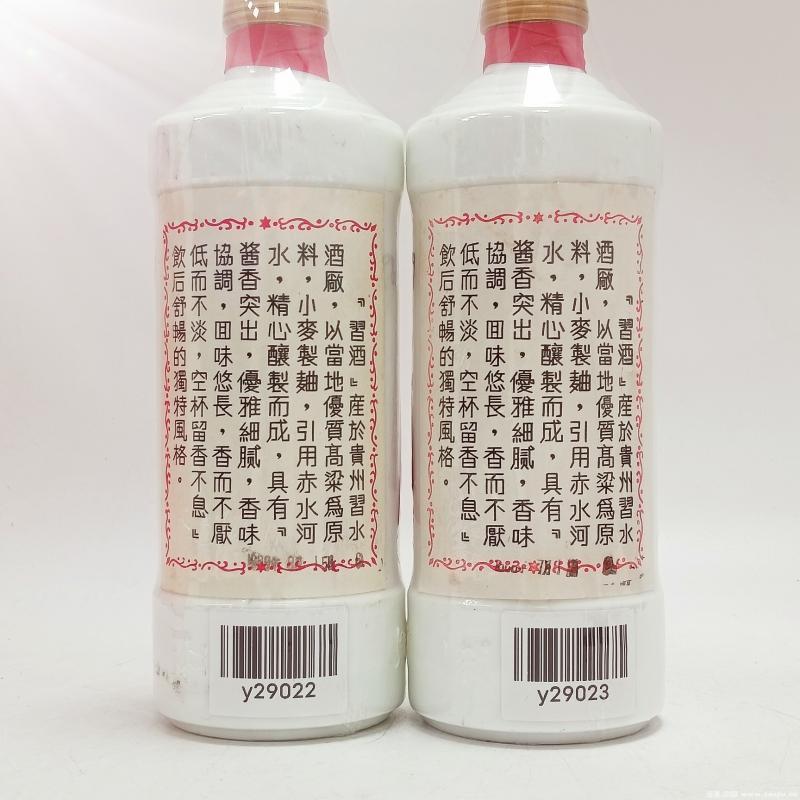 『習酒』産於貴州習水
酒廠，以當地優質髙粱爲原
料，小麥製麯，引用赤水河
水，精心釀製而成，具有『
醬香突出，優雅細膩，香味
協調，回味悠長，香而不厭
低而不淡，空杯留香不息』
飲后舒暢的獨特風格。
y29022
『習酒』産於貴州習水
酒廠，以當地優質髙粱爲原
料，小麥製麯，引用赤水河
水，精心釀製而成，具有『
醬香突出，優雅細膩，香味
協調，回味悠長，香而不厭
低而不淡，空杯留香不息』
飲后舒暢的獨特風格。
y29023